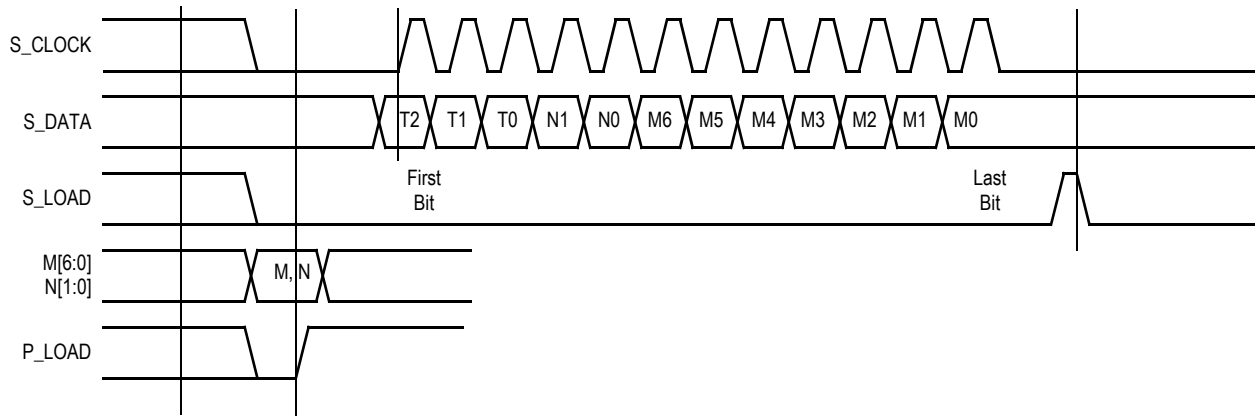 S_CLOCK
S_DATA
T2 T1 T0 N1 N0 M6 M5 M4 M3 M2 M1 M0
First
Bit
Last
Bit
S_LOAD
M[6:0]
N[1:0]
M, N
P_LOAD